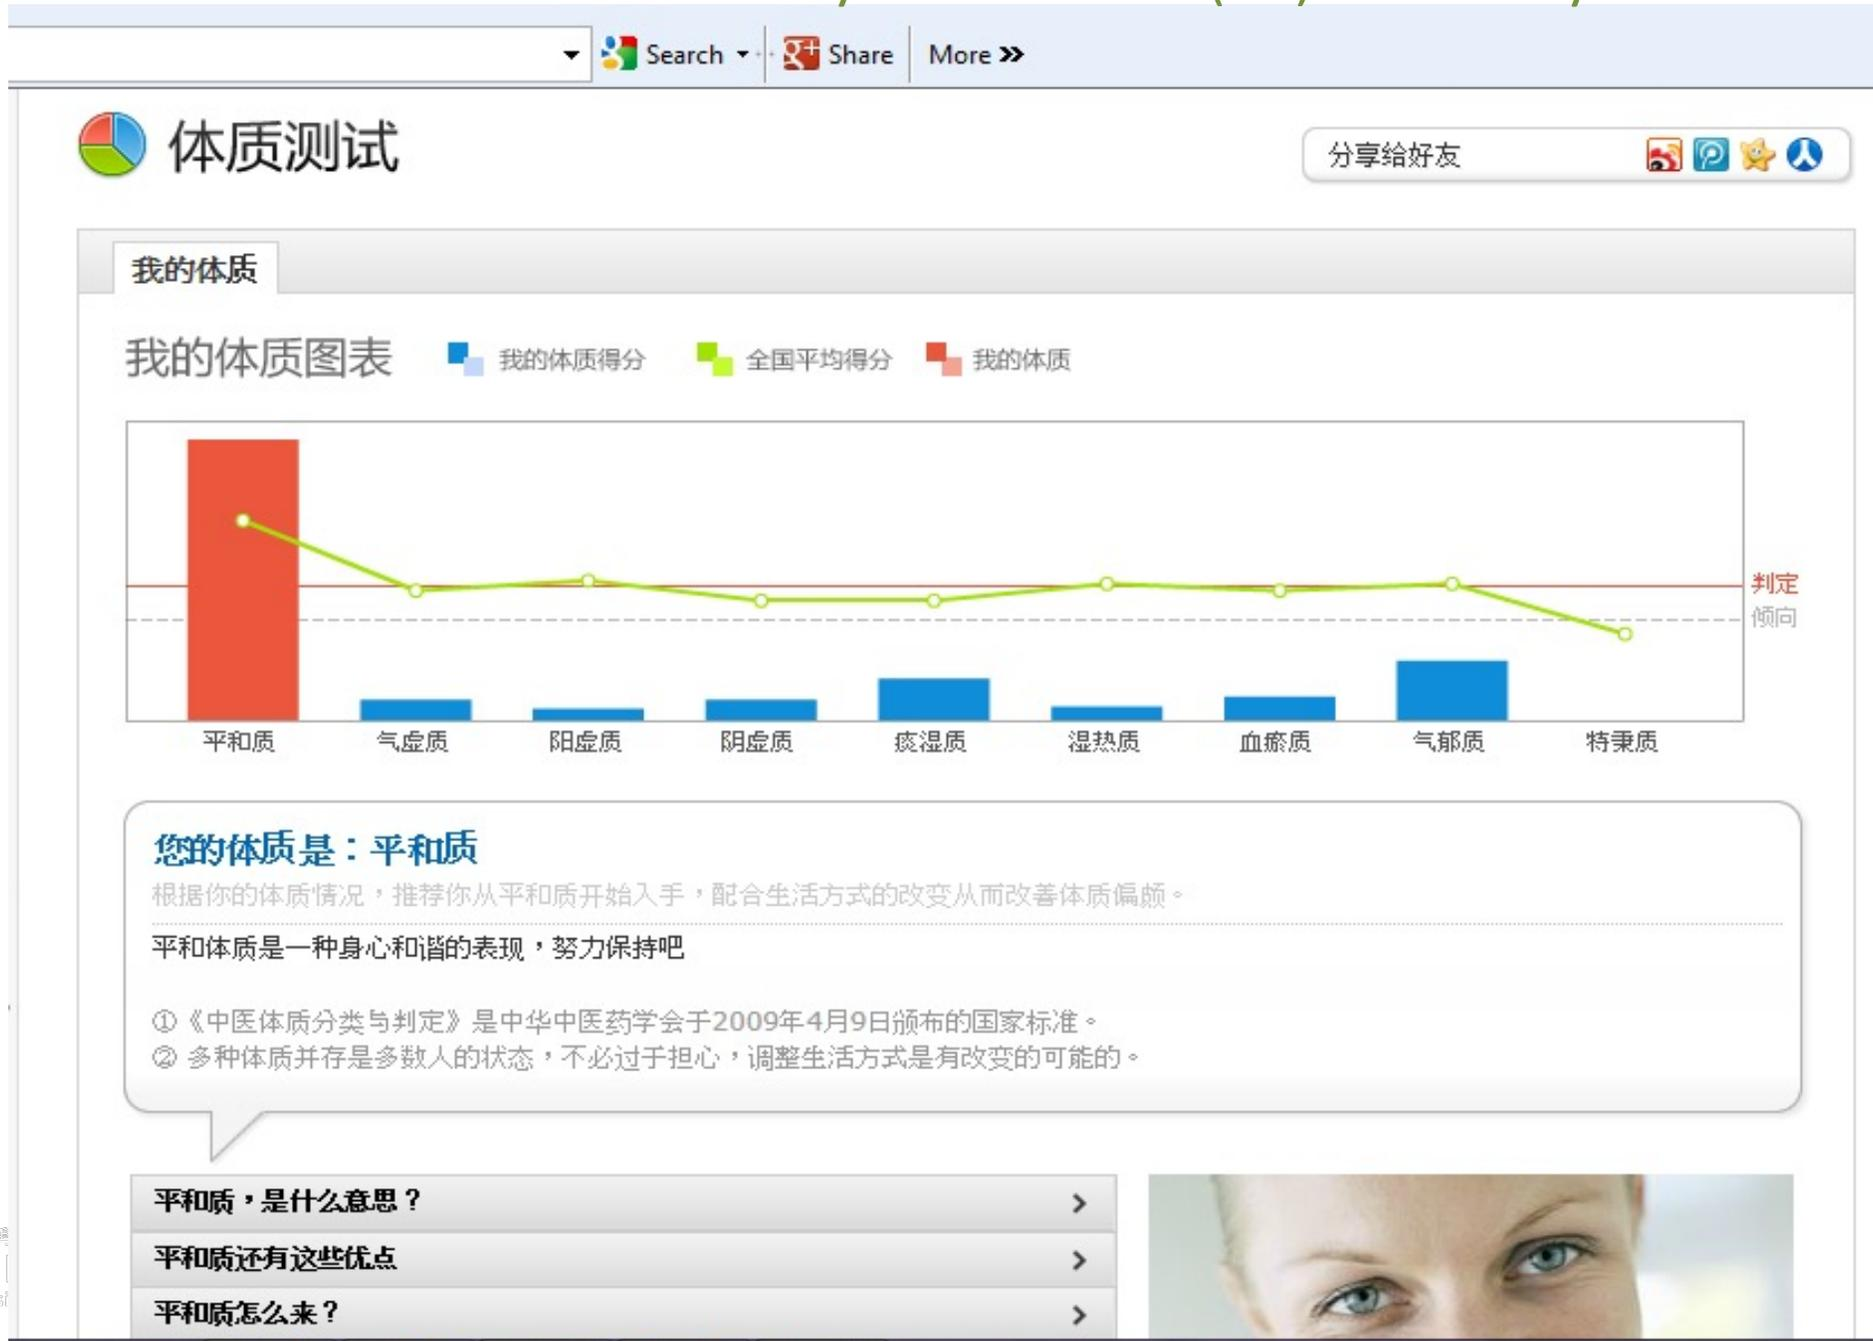 Search
Share
More
体质测试
分享给好友
我的体质
我的体质图表
我的体质得分
全国平均得分
我的体质
判定
倾向
平和质 气虚质 阳虚质 阴虚质 痰湿质 湿热质 血瘀质 气郁质 特秉质
您的体质是：平和质
根据你的体质情况，推荐你从平和质开始入手，配合生活方式的改变从而改善体质偏颇。
平和体质是一种身心和谐的表现，努力保持吧
①《中医体质分类与判定》是中华中医药学会于2009年4月9日颁布的国家标准。
② 多种体质并存是多数人的状态，不必过于担心，调整生活方式是有改变的可能的。
平和质，是什么意思？
平和质还有这些优点
平和质怎么来？